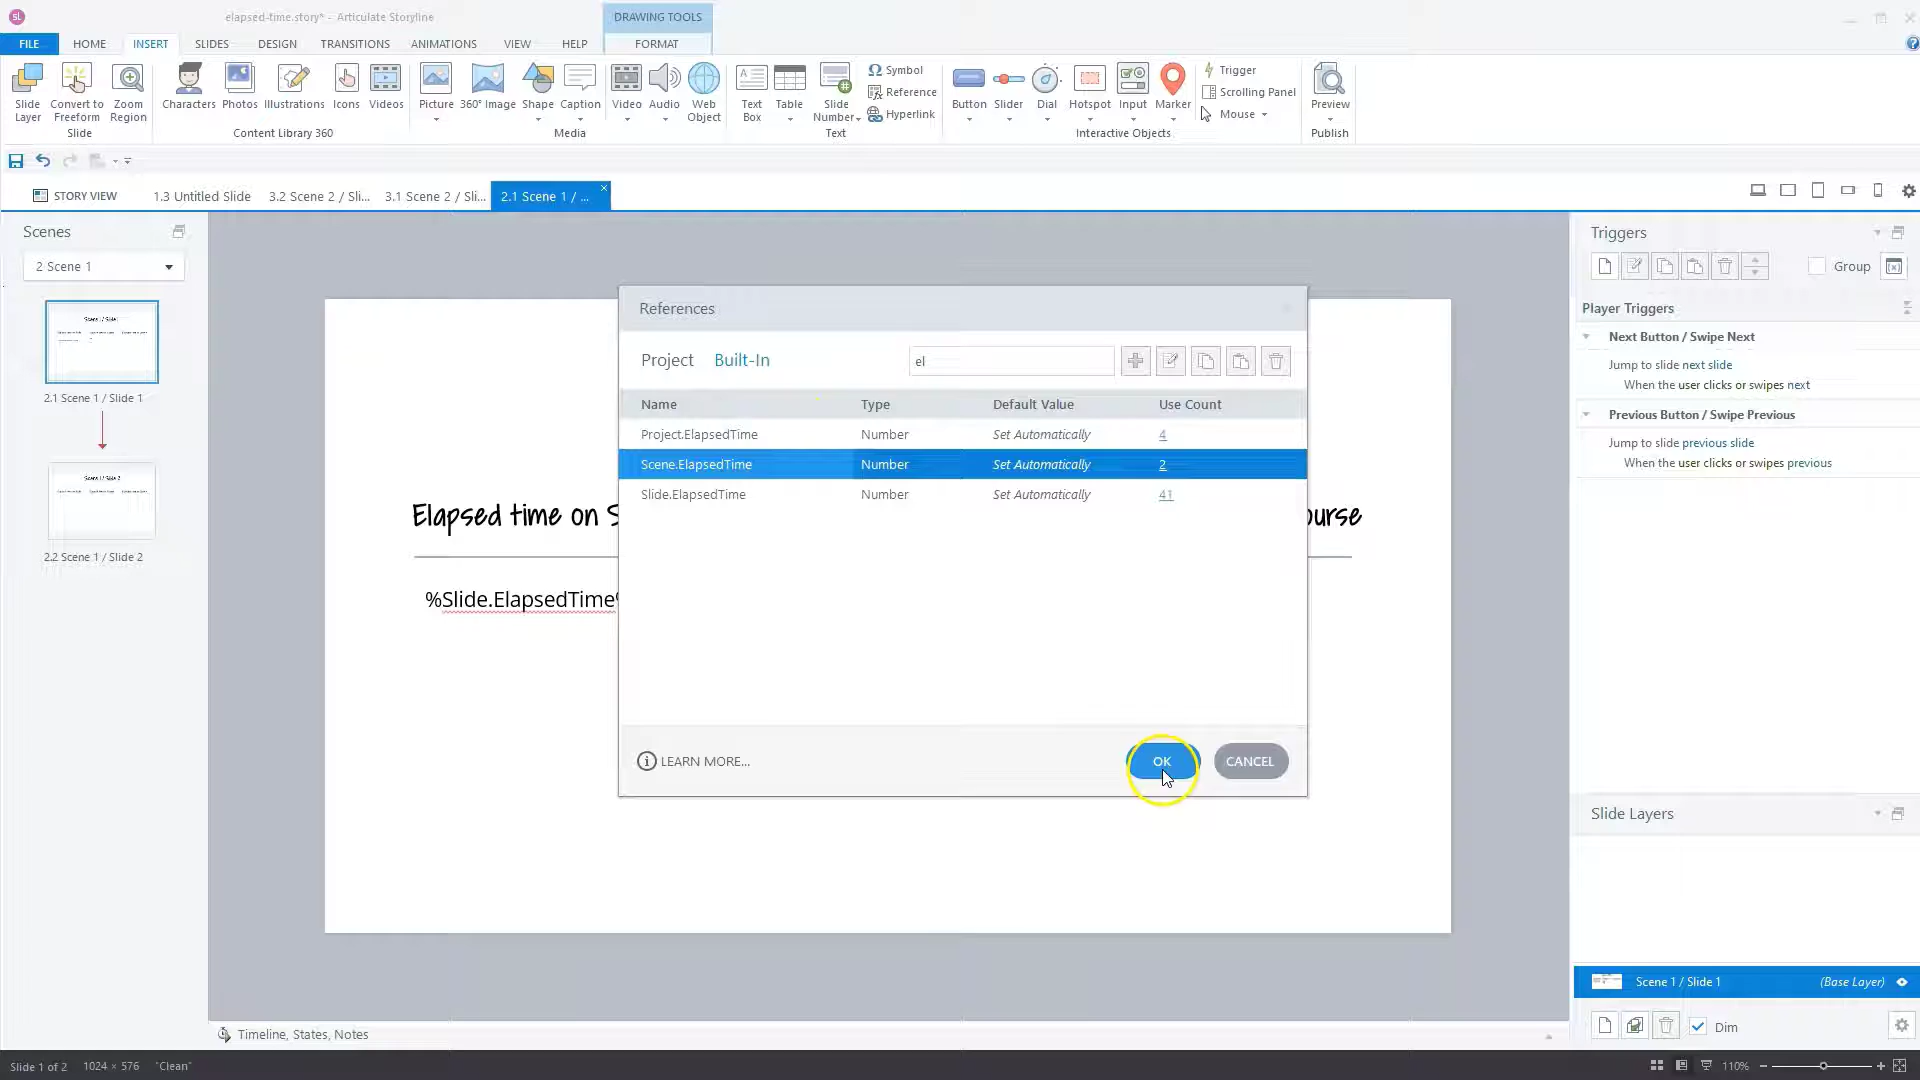 sl
elapsed-time.story* - Articulate Storyline
DRAWING TOOLS
FILE HOME INSERT SLIDES DESIGN TRANSITIONS ANIMATIONS VIEW HELP FORMAT
Symbol Trigger
Reference Scrolling Panel
Hyperlink Mouse
Slide Layer Convert to Freeform Zoom Region Characters Photos Illustrations Icons Videos Picture 360° Image Shape Caption Video Audio Web Object Text Box Table Slide Number Button Slider Dial Hotspot Input Marker Preview
Slide Content Library 360 Media Text Interactive Objects Publish
STORY VIEW 1.3 Untitled Slide 3.2 Scene 2 / Sli... 3.1 Scene 2 / Sli... 2.1 Scene 1 / ...
Scenes
2 Scene 1
2.1 Scene 1 / Slide 1
Scene 1 / Slide 2
2.2 Scene 1 / Slide 2
Elapsed time on S
ourse
%Slide.ElapsedTime
References
Project Built-In el
Name Type Default Value Use Count
Project.ElapsedTime Number Set Automatically 4
Scene.ElapsedTime Number Set Automatically 2
Slide.ElapsedTime Number Set Automatically 41
LEARN MORE... OK CANCEL
Triggers
Group
Player Triggers
Next Button / Swipe Next
Jump to slide next slide
When the user clicks or swipes next
Previous Button / Swipe Previous
Jump to slide previous slide
When the user clicks or swipes previous
Slide Layers
Scene 1 / Slide 1 (Base Layer)
Dim
Timeline, States, Notes
Slide 1 of 2 1024 × 576 "Clean" 110%